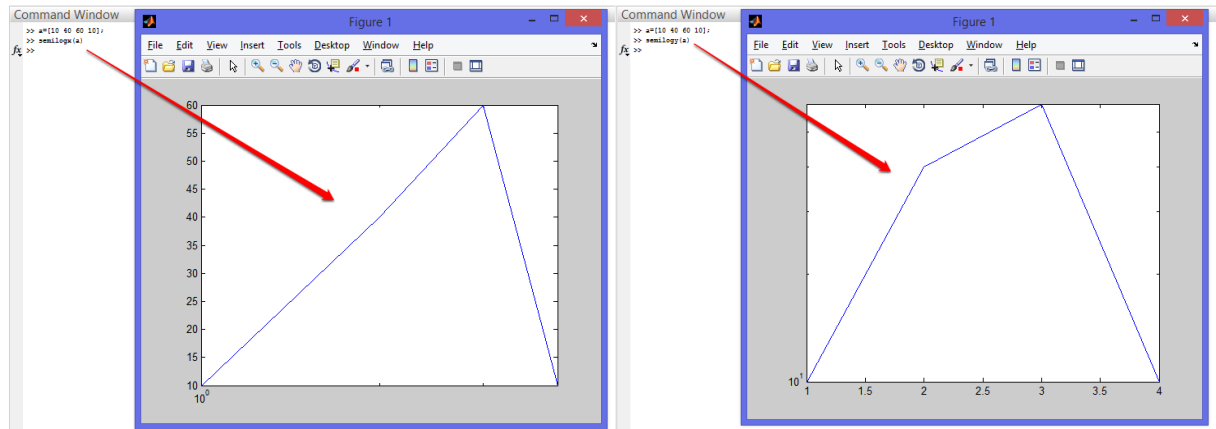 Command Window
>> a=[10 40 60 10];
>> semilogx(a)
fx >>
Figure 1
File Edit View Insert Tools Desktop Window Help
60
55
50
45
40
35
30
25
20
15
10
10^0
Command Window
>> a=[10 40 60 10];
>> semilogy(a)
fx >>
Figure 1
File Edit View Insert Tools Desktop Window Help
10^1
1 1.5 2 2.5 3 3.5 4